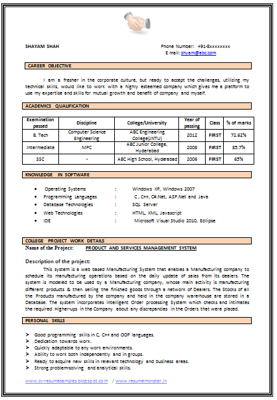 SHAYAMI SHAH
Phone Number: +91-8xxxxxxxx
E mail: shyam@abc.com
CAREER OBJECTIVE
I am a fresher in the corporate culture, but ready to accept the challenges, utilizing my
technical skills, would like to work with a highly esteemed company which gives me a platform to
use my expertise and skills for mutual growth and benefit of company and myself.
ACADEMICS QUALIFICATION
Examination passed Discipline College/University Year of passing Class % of marks
B. Tech Computer Science Engineering ABC Engineering College(JNTU) 2012 FIRST 72.62%
Intermediate MPC ABC Junior College, Hyderabad 2008 FIRST 85.7%
SSC - ABC High School, Hyderabad 2006 FIRST 65%
KNOWLEDGE IN SOFTWARE
Operating Systems : Windows XP, Windows 2007
Programming Languages : C, C++, C#.Net, ASP.Net and Java
Database Technologies : SQL Server
Web Technologies : HTML, XML, Javascript
IDE : Microsoft Visual Studio 2010, Eclipse
COLLEGE PROJECT WORK DETAILS
Name of the Project: PRODUCT AND SERVICES MANAGEMENT SYSTEM
Description of the project:
This system is a web based Manufacturing System that enables a Manufacturing company to
schedule its manufacturing operations based on the daily update of sales from its dealers. The
system is modeled to be used by a Manufacturing company, whose main activity is manufacturing
different products & then selling the finished goods through a network of Dealers. The stocks of all
the Products manufactured by the company and held in the company warehouse are stored in a
Database. The system incorporates Intelligent Order processing System which checks and intimates
the required higher-ups in the Company about any discrepancies in the Orders that were placed.
PERSONAL SKILLS
Good programming skills in C, C++ and OOP languages.
Dedication towards work.
Quickly adaptable to any work environments.
Ability to work both independently and in groups.
Ready to acquire new skills in relevant technology and business areas.
Strong problemsolving and analytical skills.